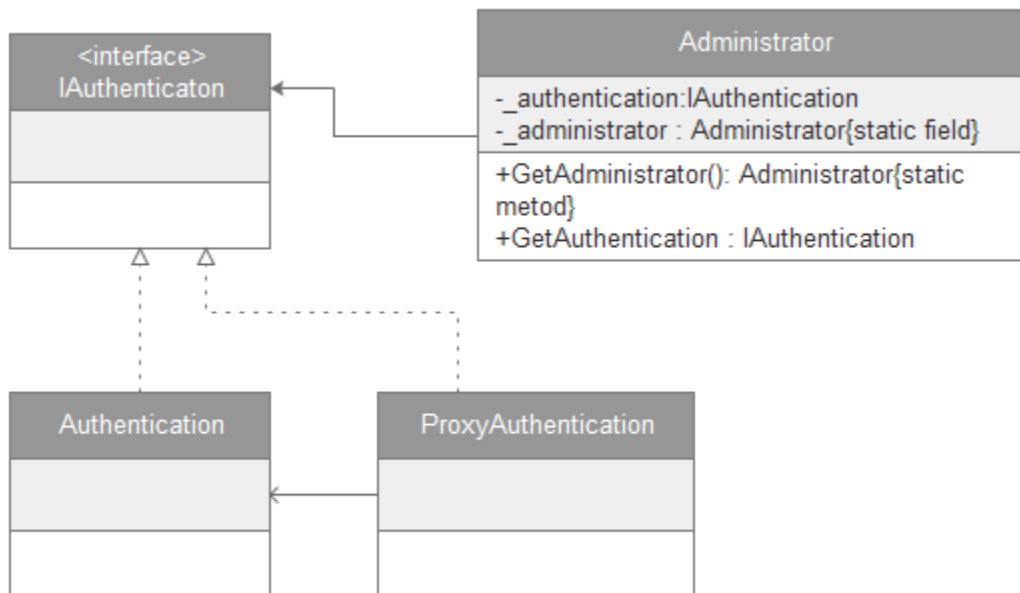 <interface>
IAuthenticaton
Administrator
-_authentication:IAuthentication
-_administrator : Administrator{static field}
+GetAdministrator(): Administrator{static
metod}
+GetAuthentication : IAuthentication
Authentication
ProxyAuthentication